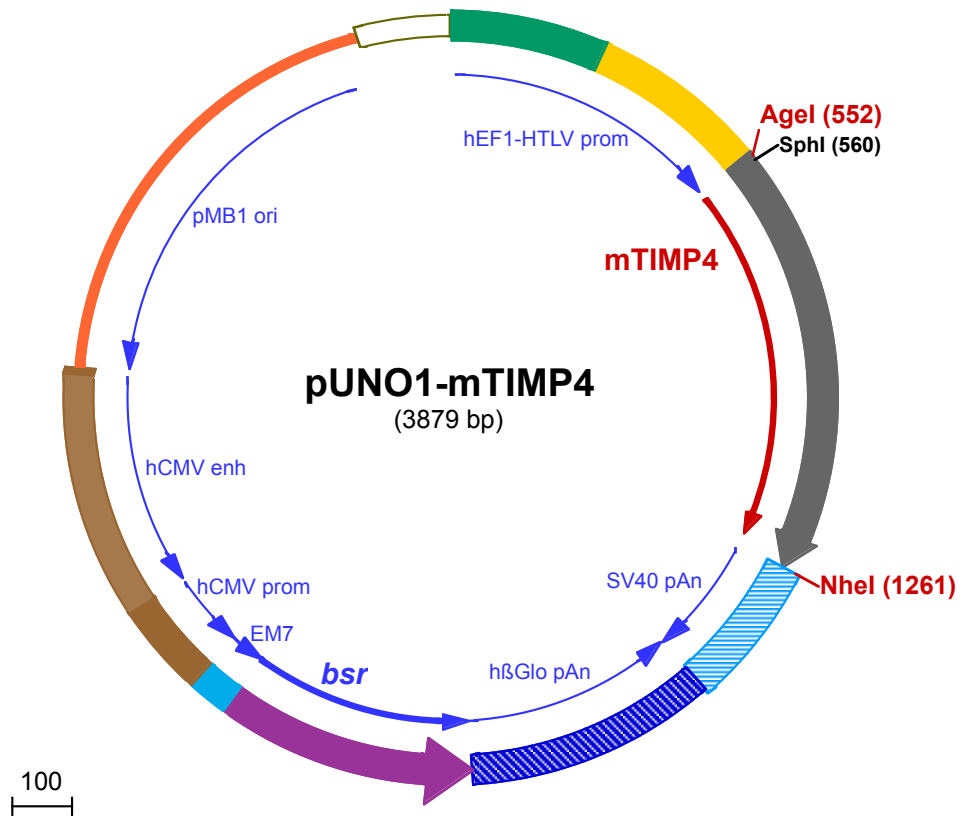 hEF1-HTLV prom
AgeI (552)
SphI (560)
pMB1 ori
mTIMP4
pUNO1-mTIMP4
(3879 bp)
hCMV enh
SV40 pAn
NheI (1261)
hCMV prom
EM7
bsr
hßGlo pAn
100